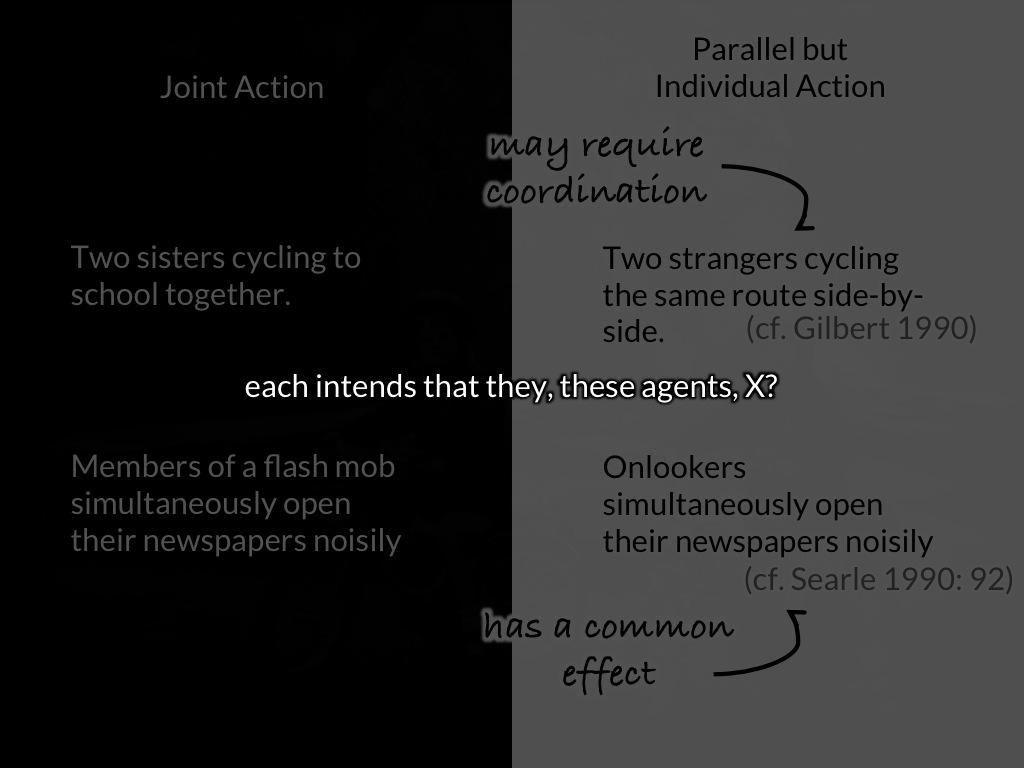 Joint Action
Parallel but
Individual Action
may require
coordination
Two sisters cycling to
school together.
Two strangers cycling
the same route side-by-
side.
(cf. Gilbert 1990)
each intends that they, these agents, X?
Members of a flash mob
simultaneously open
their newspapers noisily
Onlookers
simultaneously open
their newspapers noisily
(cf. Searle 1990: 92)
has a common
effect